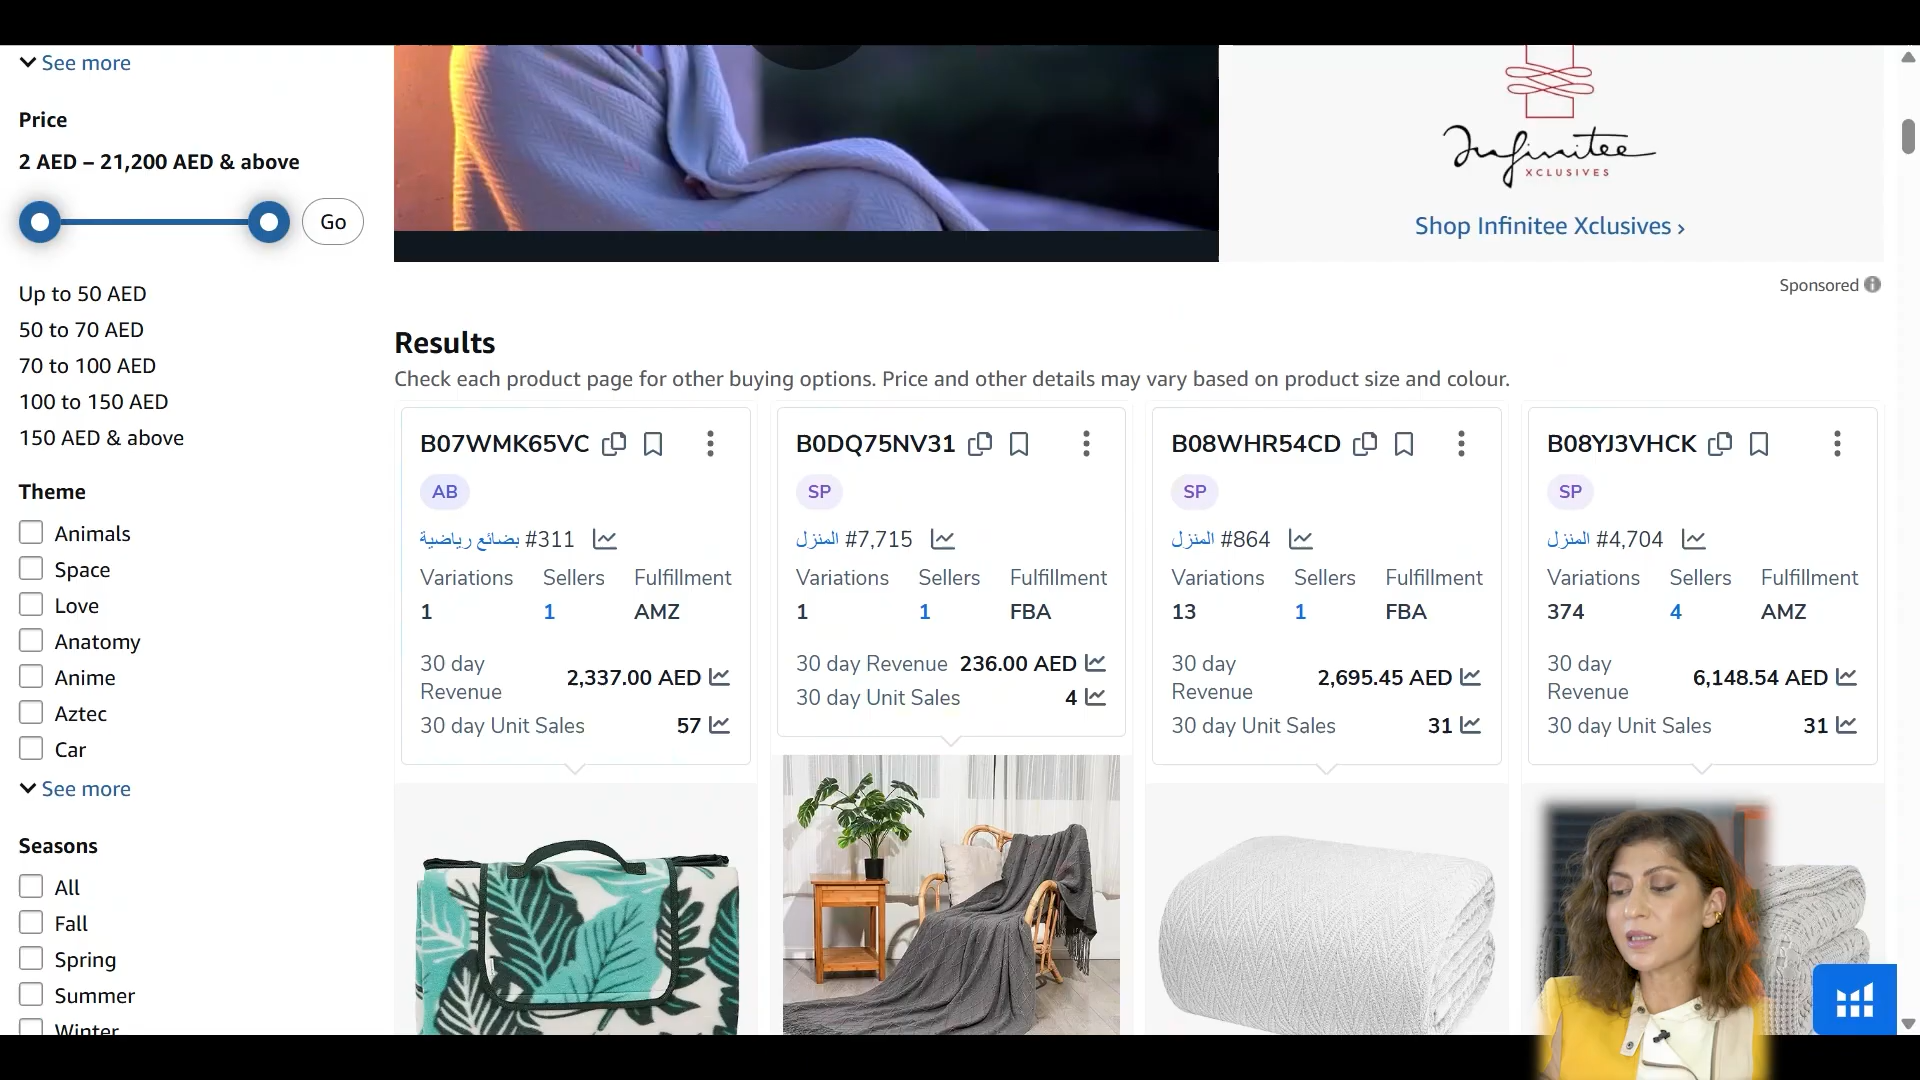 See more
Price
2 AED – 21,200 AED & above
Go
Up to 50 AED
50 to 70 AED
70 to 100 AED
100 to 150 AED
150 AED & above
Theme
Animals
Space
Love
Anatomy
Anime
Aztec
Car
See more
Seasons
All
Fall
Spring
Summer
Winter
Infinitee
XCLUSIVES
Shop Infinitee Xclusives ›
Sponsored
Results
Check each product page for other buying options. Price and other details may vary based on product size and colour.
B07WMK65VC
AB
بضائع رياضية #311
Variations Sellers Fulfillment
1 1 AMZ
30 day Revenue 2,337.00 AED
30 day Unit Sales 57
B0DQ75NV31
SP
المنزل #7,715
Variations Sellers Fulfillment
1 1 FBA
30 day Revenue 236.00 AED
30 day Unit Sales 4
B08WHR54CD
SP
المنزل #864
Variations Sellers Fulfillment
13 1 FBA
30 day Revenue 2,695.45 AED
30 day Unit Sales 31
B08YJ3VHCK
SP
المنزل #4,704
Variations Sellers Fulfillment
374 4 AMZ
30 day Revenue 6,148.54 AED
30 day Unit Sales 31